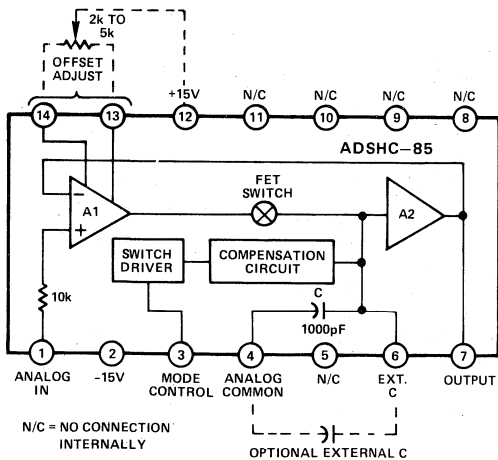 2k TO
5k
OFFSET
ADJUST
+15V
N/C
N/C
N/C
N/C
14
13
12
11
10
9
8
ADSHC–85
FET
SWITCH
–
A1
+
A2
SWITCH
DRIVER
COMPENSATION
CIRCUIT
10k
C
1000pF
1
2
3
4
5
6
7
ANALOG
IN
–15V
MODE
CONTROL
ANALOG
COMMON
N/C
EXT.
C
OUTPUT
N/C = NO CONNECTION
INTERNALLY
OPTIONAL EXTERNAL C